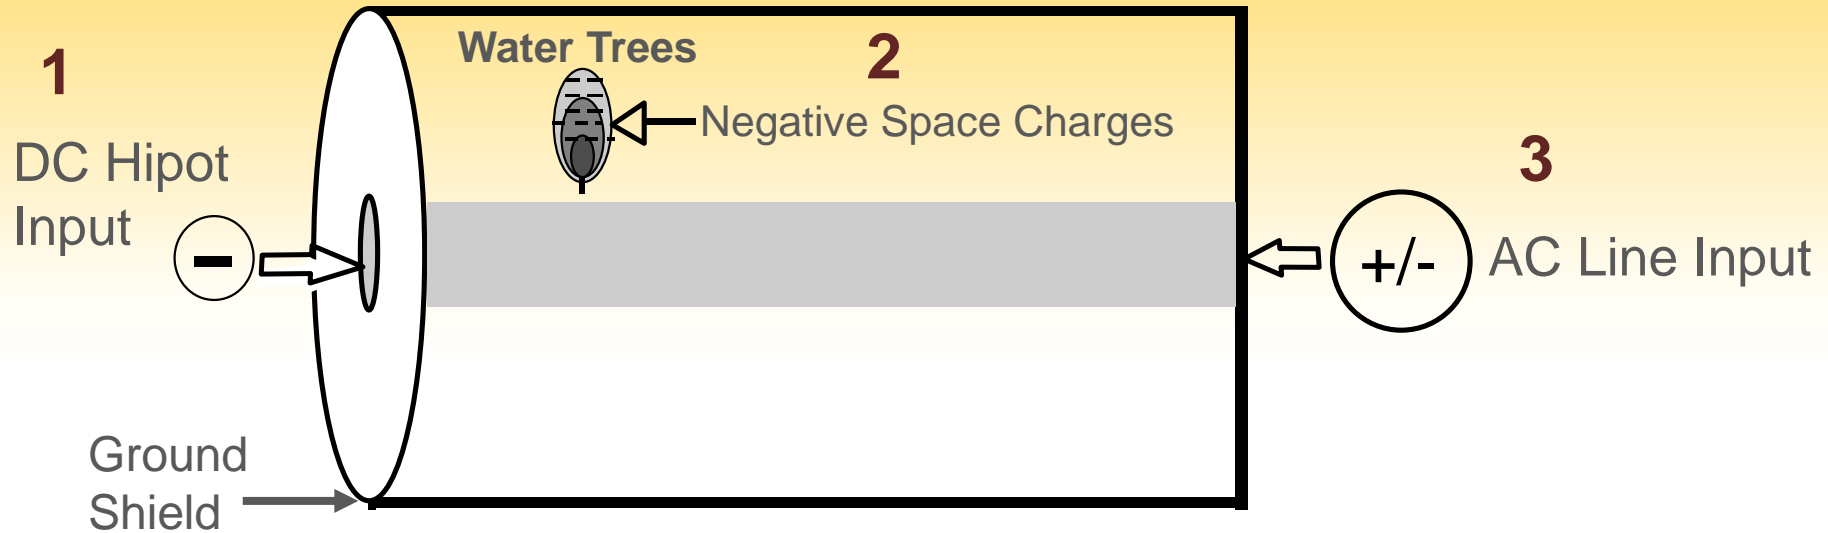 1
DC Hipot
Input
-
Water Trees
2
Negative Space Charges
3
+/-
AC Line Input
Ground
Shield